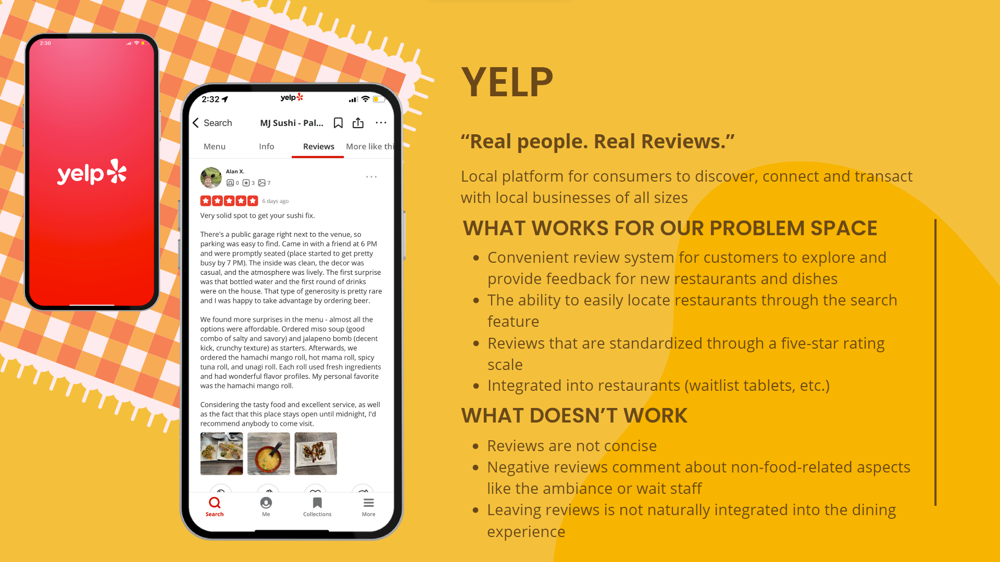 2:30
yelp
2:32
yelp
Search
MJ Sushi - Pal...
Menu
Info
Reviews
More like thi
Alan X.
0 3 7
6 days ago
Very solid spot to get your sushi fix.
There's a public garage right next to the venue, so
parking was easy to find. Came in with a friend at 6 PM
and were promptly seated (place started to get pretty
busy by 7 PM). The inside was clean, the decor was
casual, and the atmosphere was lively. The first surprise
was that bottled water and the first round of drinks
were on the house. That type of generosity is pretty rare
and I was happy to take advantage by ordering beer.
We found more surprises in the menu - almost all the
options were affordable. Ordered miso soup (good
combo of salty and savory) and jalapeno bomb (decent
kick, crunchy texture) as starters. Afterwards, we
ordered the hamachi mango roll, hot mama roll, spicy
tuna roll, and unagi roll. Each roll used fresh ingredients
and had wonderful flavor profiles. My personal favorite
was the hamachi mango roll.
Considering the tasty food and excellent service, as well
as the fact that this place stays open until midnight, I'd
recommend anybody to come visit.
Search
Me
Collections
More
YELP
“Real people. Real Reviews.”
Local platform for consumers to discover, connect and transact
with local businesses of all sizes
WHAT WORKS FOR OUR PROBLEM SPACE
• Convenient review system for customers to explore and
provide feedback for new restaurants and dishes
• The ability to easily locate restaurants through the search
feature
• Reviews that are standardized through a five-star rating
scale
• Integrated into restaurants (waitlist tablets, etc.)
WHAT DOESN’T WORK
• Reviews are not concise
• Negative reviews comment about non-food-related aspects
like the ambiance or wait staff
• Leaving reviews is not naturally integrated into the dining
experience